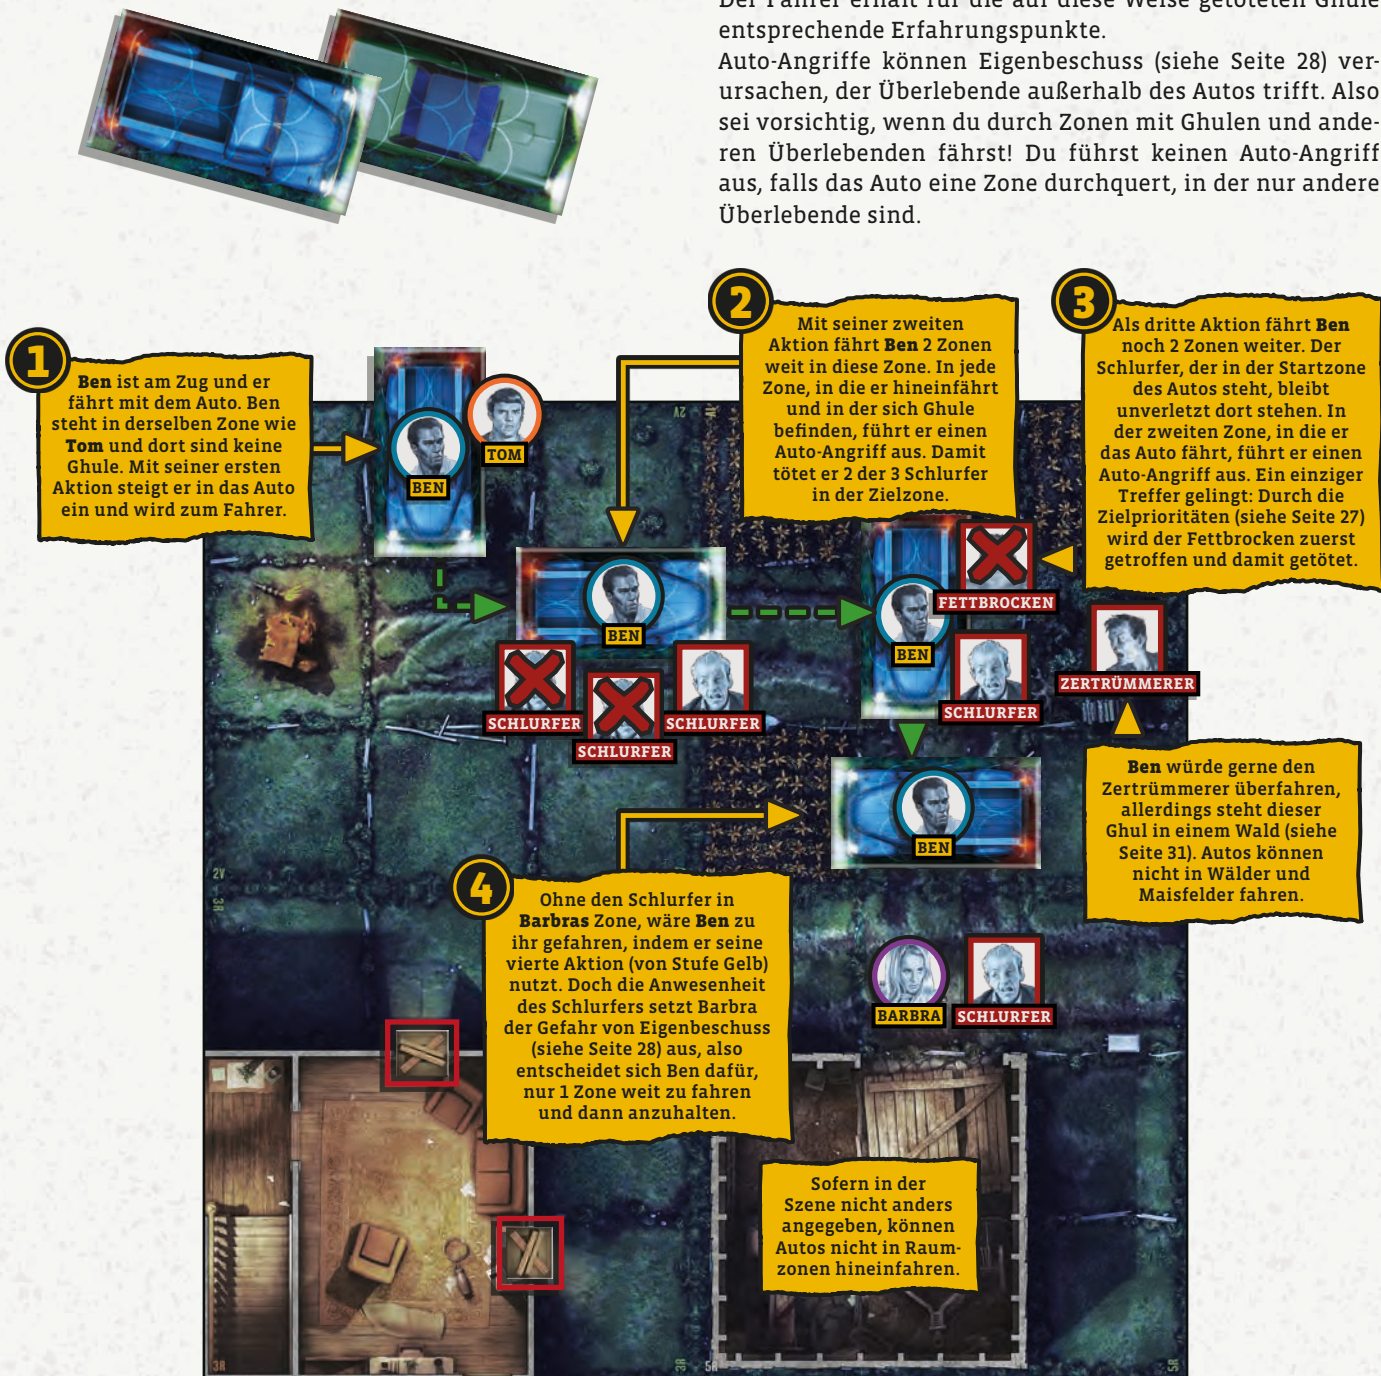 Der Fahrer erhält für die auf diese Weise getöteten Ghule
entsprechende Erfahrungspunkte.
Auto-Angriffe können Eigenbeschuss (siehe Seite 28) ver-
ursachen, der Überlebende außerhalb des Autos trifft. Also
sei vorsichtig, wenn du durch Zonen mit Ghulen und ande-
ren Überlebenden fährst! Du führst keinen Auto-Angriff
aus, falls das Auto eine Zone durchquert, in der nur andere
Überlebende sind.
1
Ben ist am Zug und er
fährt mit dem Auto. Ben
steht in derselben Zone wie
Tom und dort sind keine
Ghule. Mit seiner ersten
Aktion steigt er in das Auto
ein und wird zum Fahrer.
BEN
TOM
2
Mit seiner zweiten
Aktion fährt Ben 2 Zonen
weit in diese Zone. In jede
Zone, in die er hineinfährt
und in der sich Ghule
befinden, führt er einen
Auto-Angriff aus. Damit
tötet er 2 der 3 Schlurfer
in der Zielzone.
3
Als dritte Aktion fährt Ben
noch 2 Zonen weiter. Der
Schlurfer, der in der Startzone
des Autos steht, bleibt
unverletzt dort stehen. In
der zweiten Zone, in die er
das Auto fährt, führt er einen
Auto-Angriff aus. Ein einziger
Treffer gelingt: Durch die
Zielprioritäten (siehe Seite 27)
wird der Fettbrocken zuerst
getroffen und damit getötet.
BEN
SCHLURFER
SCHLURFER
SCHLURFER
FETTBROCKEN
BEN
SCHLURFER
ZERTRÜMMERER
Ben würde gerne den
Zertrümmerer überfahren,
allerdings steht dieser
Ghul in einem Wald (siehe
Seite 31). Autos können
nicht in Wälder und
Maisfelder fahren.
BEN
4
Ohne den Schlurfer in
Barbras Zone, wäre Ben zu
ihr gefahren, indem er seine
vierte Aktion (von Stufe Gelb)
nutzt. Doch die Anwesenheit
des Schlurfers setzt Barbra
der Gefahr von Eigenbeschuss
(siehe Seite 28) aus, also
entscheidet sich Ben dafür,
nur 1 Zone weit zu fahren
und dann anzuhalten.
BARBRA
SCHLURFER
Sofern in der
Szene nicht anders
angegeben, können
Autos nicht in Raum-
zonen hineinfahren.
2V
3R
3R
3R
5R
5R